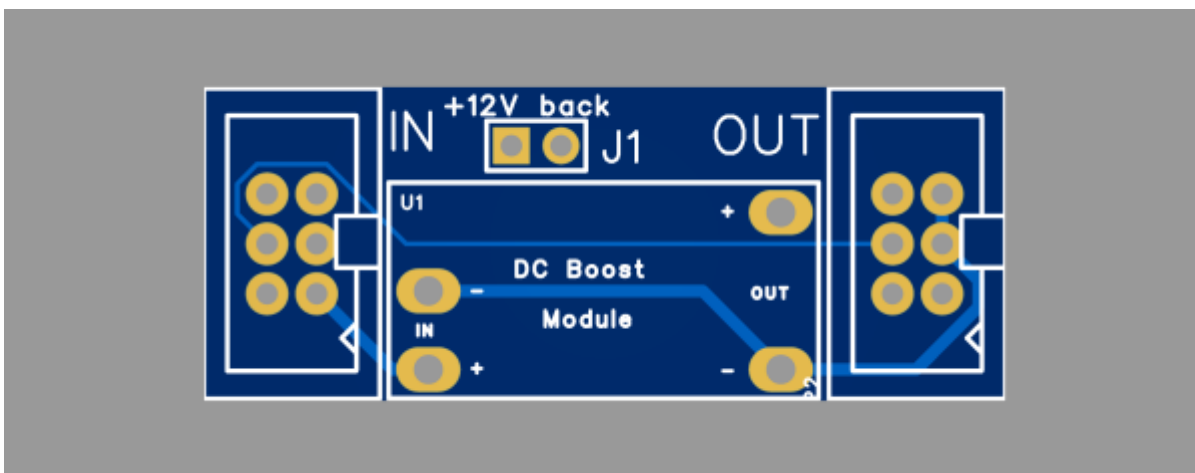 +12V back
IN
J1
OUT
U1
+
DC Boost
-
OUT
IN
Module
+
-